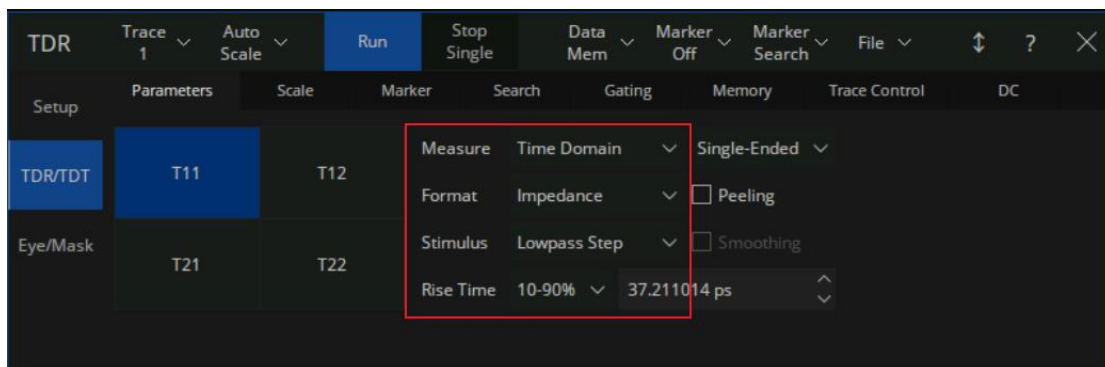 TDR Trace 1 Auto Scale Run Stop Single Data Mem Marker Off Marker Search File ?
Setup Parameters Scale Marker Search Gating Memory Trace Control DC
TDR/TDT T11 T12 Measure Time Domain Single-Ended
Format Impedance Peeling
Eye/Mask T21 T22 Stimulus Lowpass Step Smoothing
Rise Time 10-90% 37.211014 ps